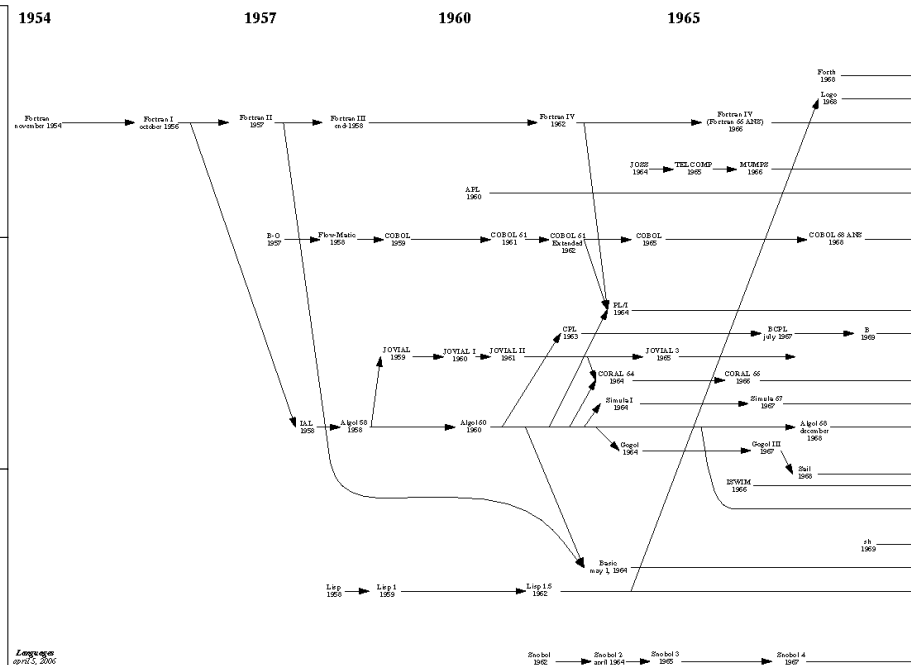 1954 1957 1960 1965
Forth
1968
Logo
1968
Fortran
november 1954
Fortran I
october 1956
Fortran II
1957
Fortran III
end-1958
Fortran IV
1962
Fortran IV
(Fortran 66 ANS)
1966
JOSS
1964
TELCOMP
1965
MUMPS
1966
APL
1960
B-O
1957
Flow-Matic
1958
COBOL
1959
COBOL 61
1961
COBOL 61
Extended
1962
COBOL
1965
COBOL 68 ANS
1968
PL/I
1964
CPL
1963
BCPL
july 1967
B
1969
JOVIAL
1959
JOVIAL I
1960
JOVIAL II
1961
JOVIAL 3
1965
CORAL 64
1964
CORAL 66
1966
Simula I
1964
Simula 67
1967
IAL
1958
Algol 58
1958
Algol 60
1960
Algol 68
december
1968
Gogol
1964
Gogol III
1967
Sail
1968
ISWIM
1966
sh
1969
Basic
may 1, 1964
Lisp
1958
Lisp 1
1959
Lisp 1.5
1962
Snobol
1962
Snobol 2
april 1964
Snobol 3
1965
Snobol 4
1967
Languages
april 5, 2006